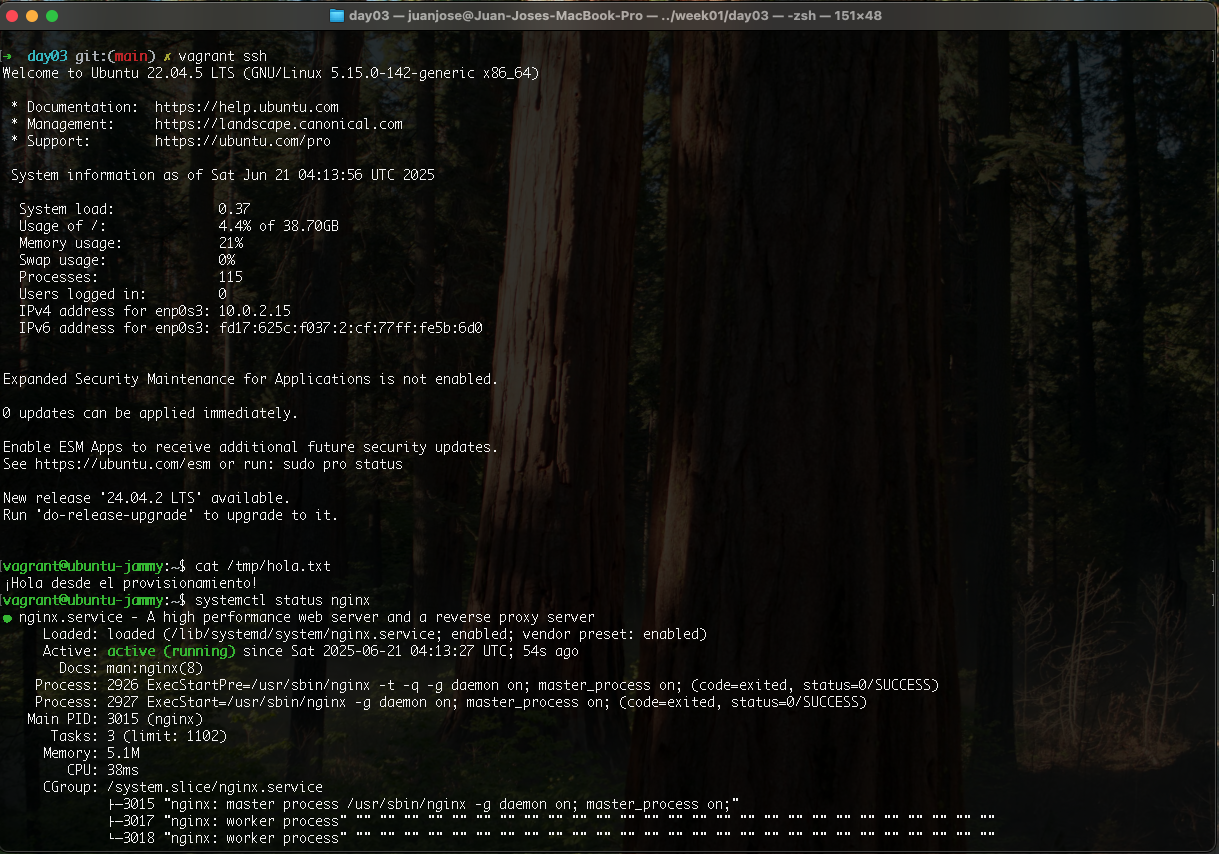 day03 — juanjose@Juan-Joses-MacBook-Pro — ../week01/day03 — -zsh — 151×48
[➜  day03 git:(main) ✗ vagrant ssh ]
Welcome to Ubuntu 22.04.5 LTS (GNU/Linux 5.15.0-142-generic x86_64)

 * Documentation:  https://help.ubuntu.com
 * Management:     https://landscape.canonical.com
 * Support:        https://ubuntu.com/pro

 System information as of Sat Jun 21 04:13:56 UTC 2025

  System load:             0.37
  Usage of /:              4.4% of 38.70GB
  Memory usage:            21%
  Swap usage:              0%
  Processes:               115
  Users logged in:         0
  IPv4 address for enp0s3: 10.0.2.15
  IPv6 address for enp0s3: fd17:625c:f037:2:cf:77ff:fe5b:6d0

Expanded Security Maintenance for Applications is not enabled.

0 updates can be applied immediately.

Enable ESM Apps to receive additional future security updates.
See https://ubuntu.com/esm or run: sudo pro status

New release '24.04.2 LTS' available.
Run 'do-release-upgrade' to upgrade to it.

[vagrant@ubuntu-jammy:~$ cat /tmp/hola.txt ]
¡Hola desde el provisionamiento!
[vagrant@ubuntu-jammy:~$ systemctl status nginx ]
● nginx.service - A high performance web server and a reverse proxy server
     Loaded: loaded (/lib/systemd/system/nginx.service; enabled; vendor preset: enabled)
     Active: active (running) since Sat 2025-06-21 04:13:27 UTC; 54s ago
       Docs: man:nginx(8)
    Process: 2926 ExecStartPre=/usr/sbin/nginx -t -q -g daemon on; master_process on; (code=exited, status=0/SUCCESS)
    Process: 2927 ExecStart=/usr/sbin/nginx -g daemon on; master_process on; (code=exited, status=0/SUCCESS)
   Main PID: 3015 (nginx)
      Tasks: 3 (limit: 1102)
     Memory: 5.1M
        CPU: 38ms
     CGroup: /system.slice/nginx.service
             ├─3015 "nginx: master process /usr/sbin/nginx -g daemon on; master_process on;"
             ├─3017 "nginx: worker process" "" "" "" "" "" "" "" "" "" "" "" "" "" "" "" "" "" "" "" "" "" "" "" "" "" "" ""
             └─3018 "nginx: worker process" "" "" "" "" "" "" "" "" "" "" "" "" "" "" "" "" "" "" "" "" "" "" "" "" "" "" ""